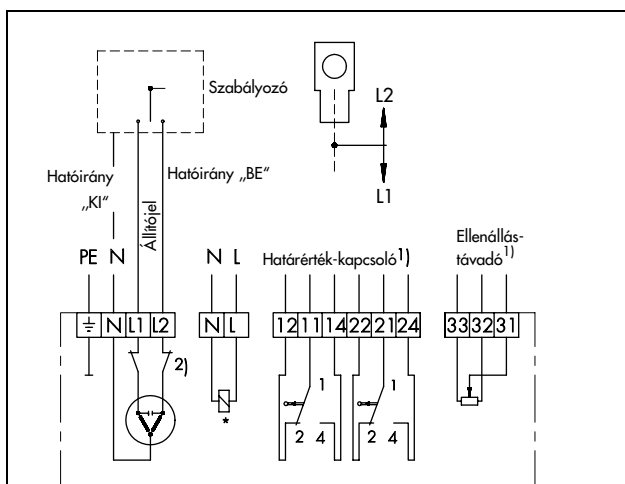 Szabályozó
L2
L1
Hatóirány
„KI“
Állítójel
Hatóirány „BE“
PE N
N L
Határérték-kapcsoló1)
Ellenállás-
távadó1)
N L1 L2
N L
12 11 14 22 21 24
33 32 31
2)
*
1
2 4
1
2 4